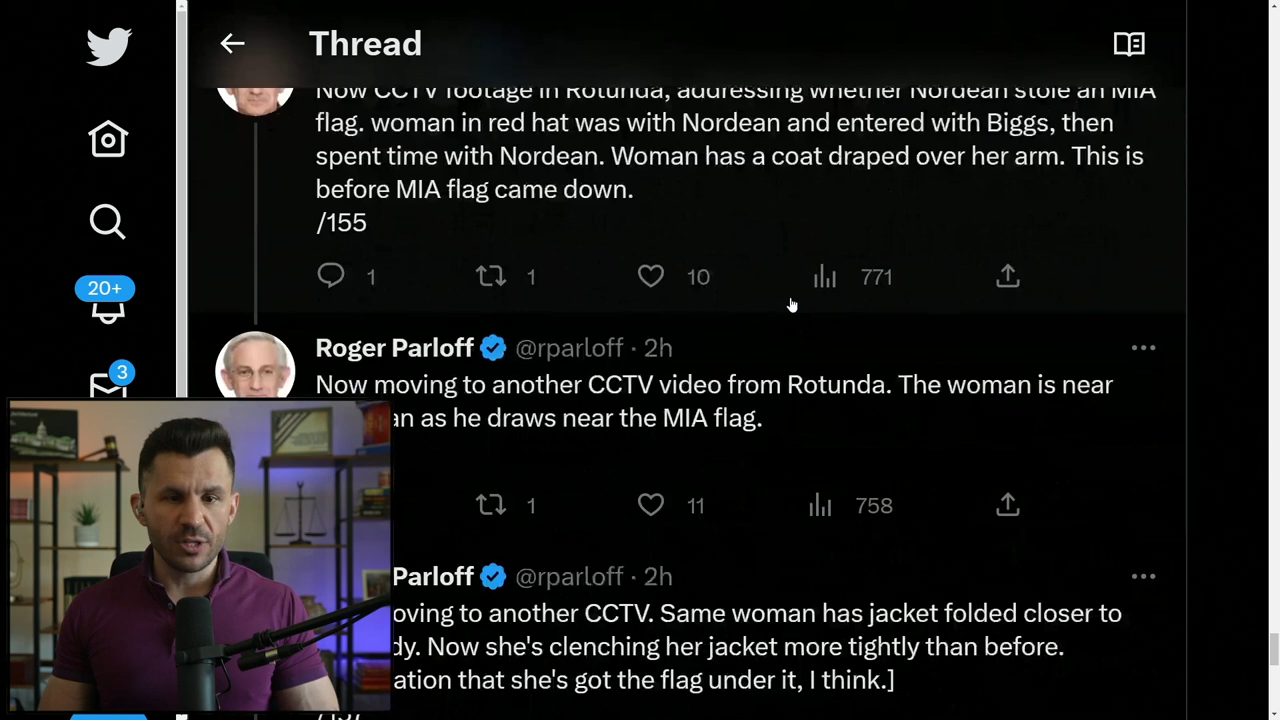 Thread
Now CCTV footage in Rotunda, addressing whether Nordean stole an MIA
flag. woman in red hat was with Nordean and entered with Biggs, then
spent time with Nordean. Woman has a coat draped over her arm. This is
before MIA flag came down.
/155
1 1 10 771
20+
Roger Parloff @rparloff · 2h
3
Now moving to another CCTV video from Rotunda. The woman is near
an as he draws near the MIA flag.
1 11 758
Parloff @rparloff · 2h
oving to another CCTV. Same woman has jacket folded closer to
dy. Now she's clenching her jacket more tightly than before.
ation that she's got the flag under it, I think.]
/157